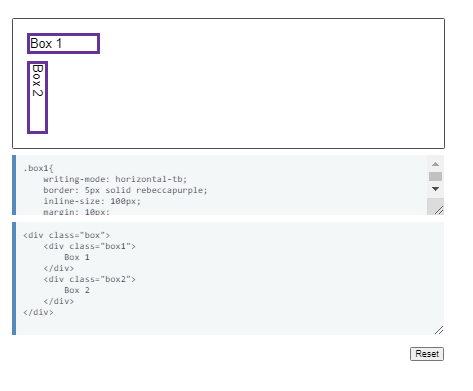 Box 1
Box 2
.box1{
    writing-mode: horizontal-tb;
    border: 5px solid rebeccapurple;
    inline-size: 100px;
    margin: 10px;
<div class="box">
    <div class="box1">
        Box 1
    </div>
    <div class="box2">
        Box 2
    </div>
</div>
Reset